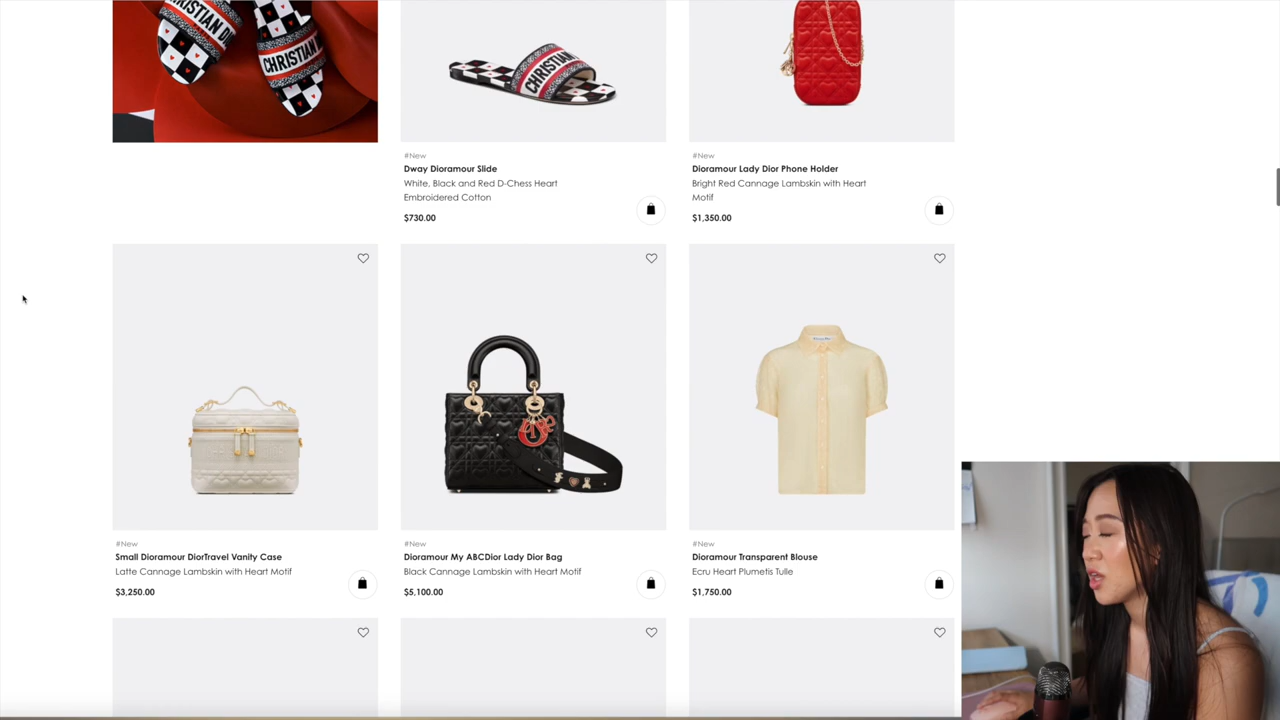 CHRISTIAN D
CHRISTIAN
CHRISTIAN
#New
Dway Dioramour Slide
White, Black and Red D-Chess Heart
Embroidered Cotton
$730.00
#New
Dioramour Lady Dior Phone Holder
Bright Red Cannage Lambskin with Heart
Motif
$1,350.00
#New
Small Dioramour DiorTravel Vanity Case
Latte Cannage Lambskin with Heart Motif
$3,250.00
#New
Dioramour My ABCDior Lady Dior Bag
Black Cannage Lambskin with Heart Motif
$5,100.00
#New
Dioramour Transparent Blouse
Ecru Heart Plumetis Tulle
$1,750.00